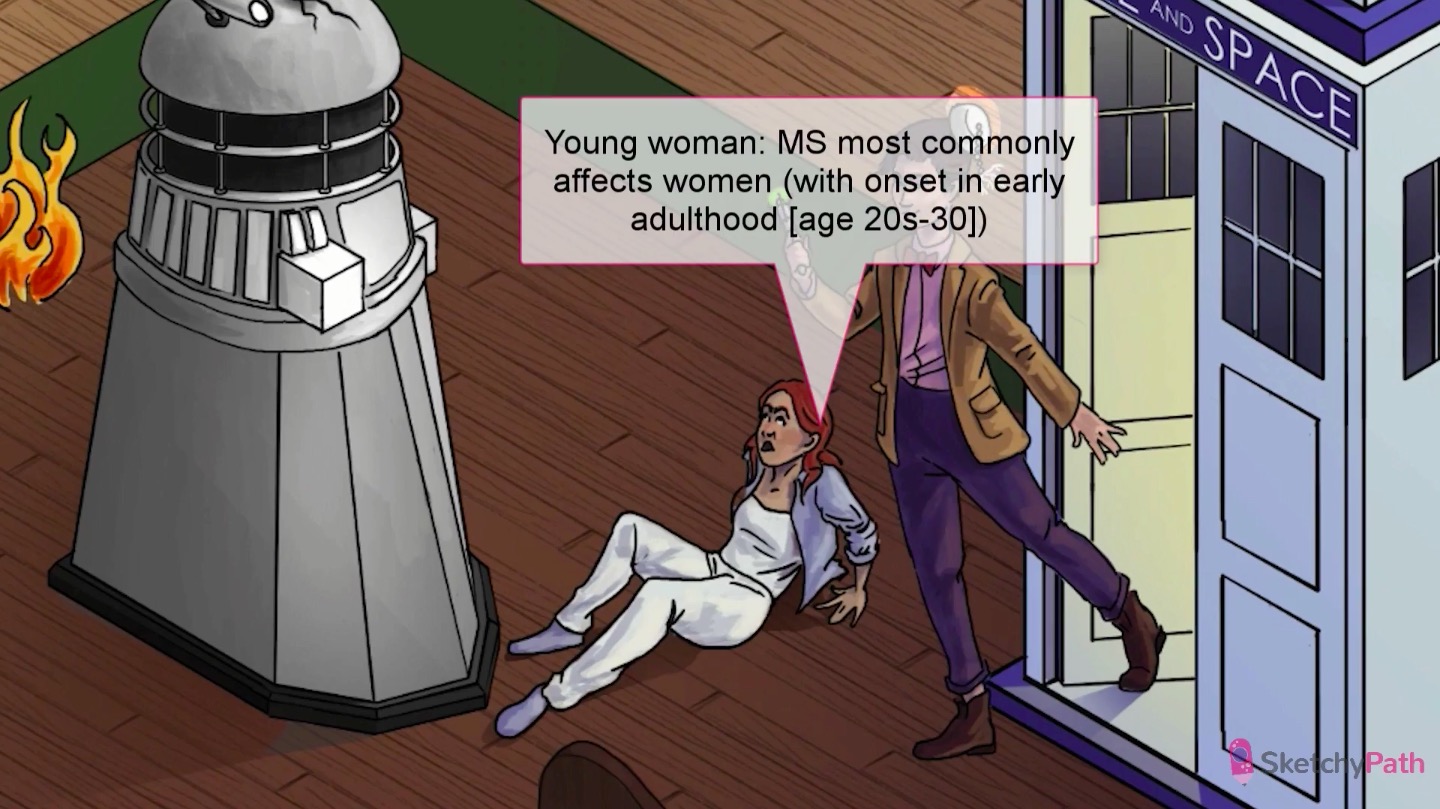 AND SPACE
Young woman: MS most commonly
affects women (with onset in early
adulthood [age 20s-30])
SketchyPath